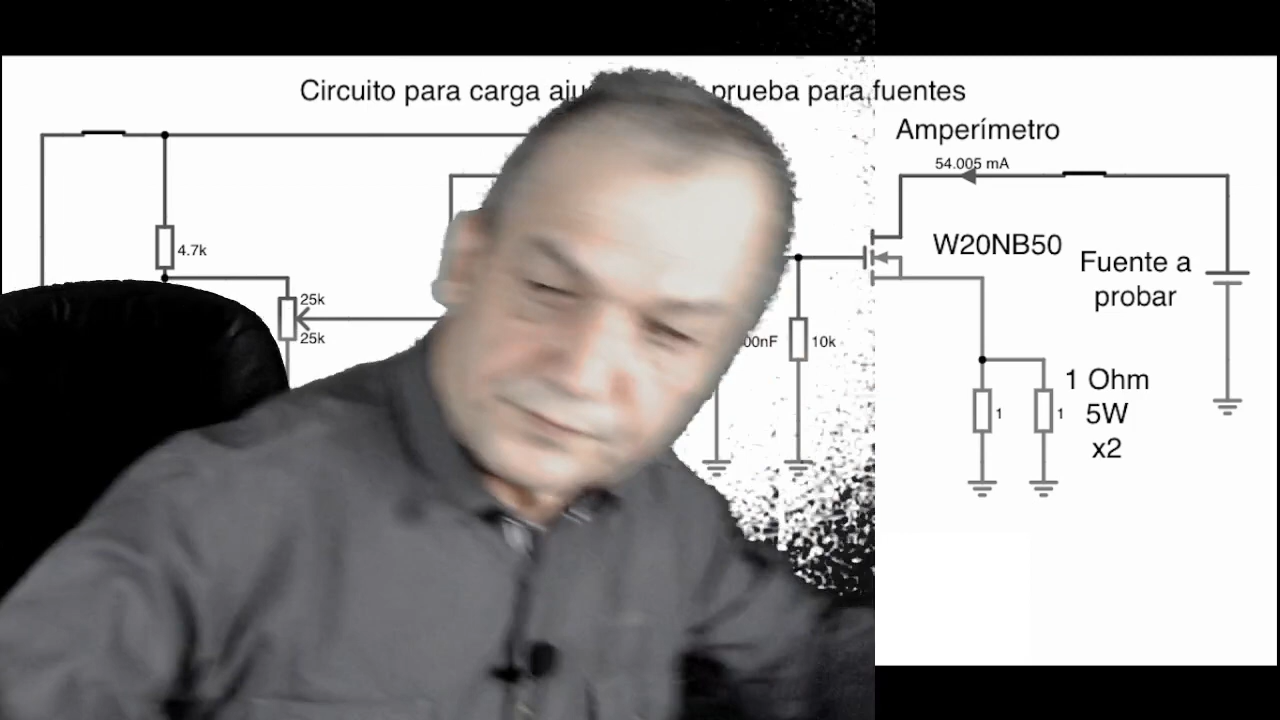 Circuito para carga prueba para fuentes
Amperímetro
54.005 mA
4.7k
W20NB50
Fuente a
probar
25k
25k
10k
1 Ohm
5W
x2
1
1